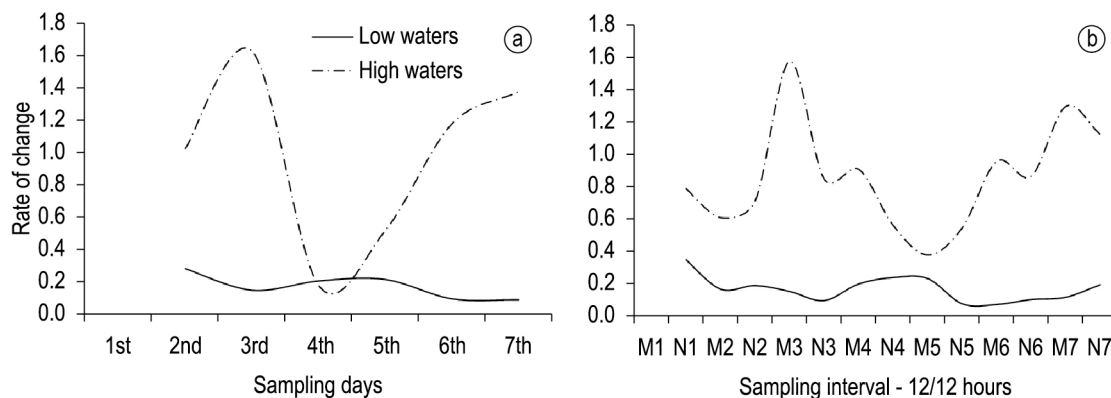 1.8
1.6
1.4
1.2
1.0
0.8
0.6
0.4
0.2
0.0
Rate of change
Low waters
High waters
a
1st 2nd 3rd 4th 5th 6th 7th
Sampling days
1.8
1.6
1.4
1.2
1.0
0.8
0.6
0.4
0.2
0.0
b
M1 N1 M2 N2 M3 N3 M4 N4 M5 N5 M6 N6 M7 N7
Sampling interval - 12/12 hours